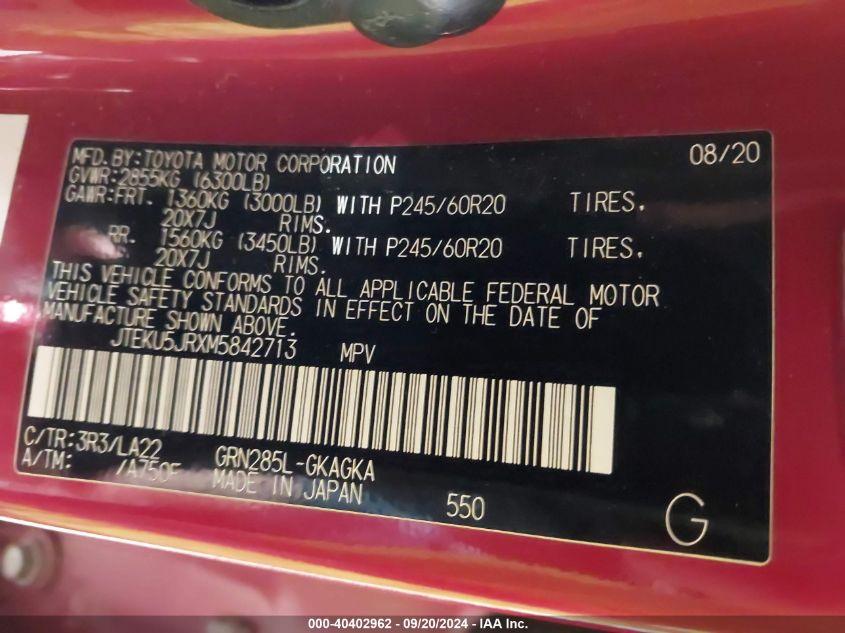 MFD. BY: TOYOTA MOTOR CORPORATION 08/20
GVWR: 2855KG (6300LB)
GAWR: FRT. 1360KG (3000LB) WITH P245/60R20 TIRES.
20X7J RIMS.
RR. 1560KG (3450LB) WITH P245/60R20 TIRES.
20X7J RIMS.
THIS VEHICLE CONFORMS TO ALL APPLICABLE FEDERAL MOTOR
VEHICLE SAFETY STANDARDS IN EFFECT ON THE DATE OF
MANUFACTURE SHOWN ABOVE.
JTEKU5JRXM5842713 MPV
C/TR: 3R3/LA22 GRN285L-GKAGKA
A/TM: /A750F MADE IN JAPAN 550 G
000-40402962 - 09/20/2024 - IAA Inc.